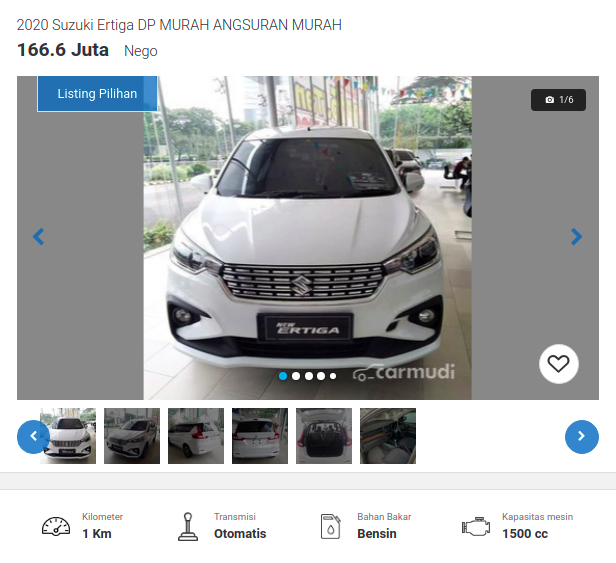 2020 Suzuki Ertiga DP MURAH ANGSURAN MURAH
166.6 Juta Nego
Listing Pilihan
1/6
NEW
ERTIGA
carmudi
Kilometer
1 Km
Transmisi
Otomatis
Bahan Bakar
Bensin
Kapasitas mesin
1500 cc